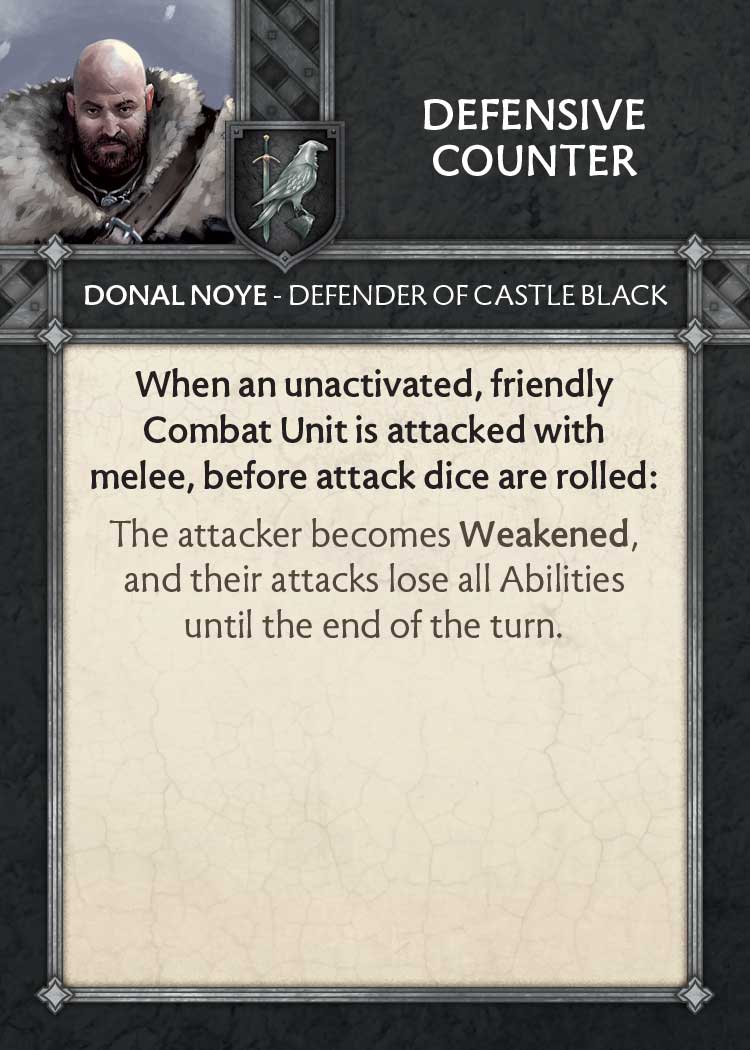 DEFENSIVE
COUNTER
DONAL NOYE - DEFENDER OF CASTLE BLACK
When an unactivated, friendly
Combat Unit is attacked with
melee, before attack dice are rolled:
The attacker becomes Weakened,
and their attacks lose all Abilities
until the end of the turn.